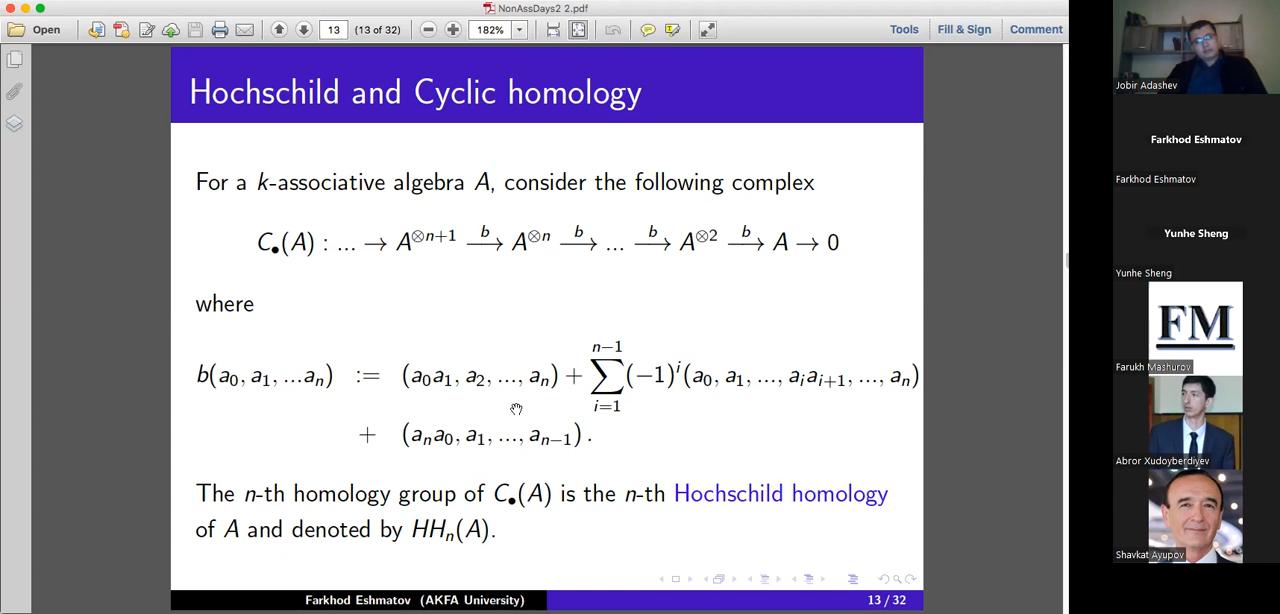 NonAssDays2 2.pdf
Open
13
(13 of 32)
182%
Tools
Fill & Sign
Comment
Hochschild and Cyclic homology
For a k-associative algebra A, consider the following complex
C•(A) : ... → A⊗n+1 b→ A⊗n b→ ... b→ A⊗2 b→ A → 0
where
b(a0, a1, ...an) := (a0a1, a2, ..., an) + ∑_{i=1}^{n−1} (−1)^i (a0, a1, ..., aiai+1, ..., an)
+ (ana0, a1, ..., an−1) .
The n-th homology group of C•(A) is the n-th Hochschild homology
of A and denoted by HHn(A).
Farkhod Eshmatov (AKFA University)
13 / 32
Jobir Adashev
Farkhod Eshmatov
Farkhod Eshmatov
Yunhe Sheng
Yunhe Sheng
FM
Farukh Mashurov
Abror Xudoyberdiyev
Shavkat Ayupov